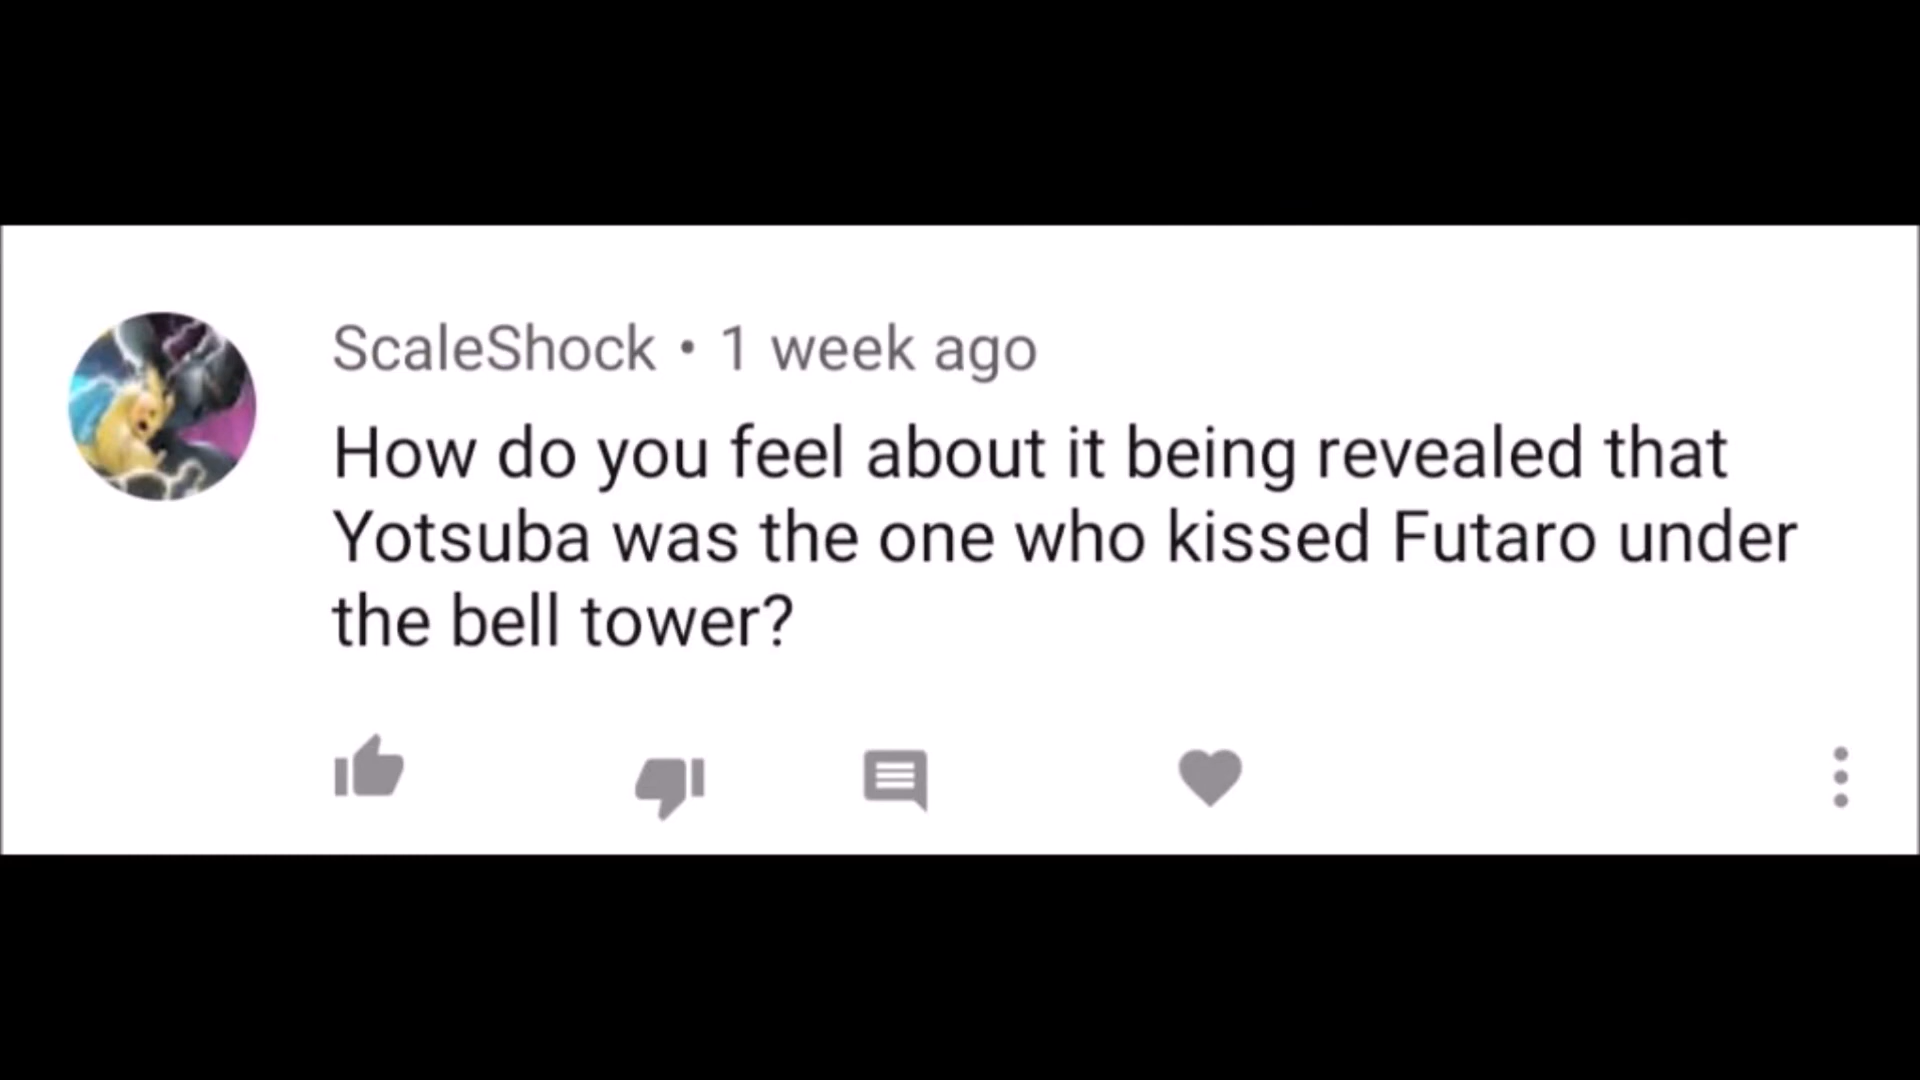 ScaleShock • 1 week ago
How do you feel about it being revealed that
Yotsuba was the one who kissed Futaro under
the bell tower?